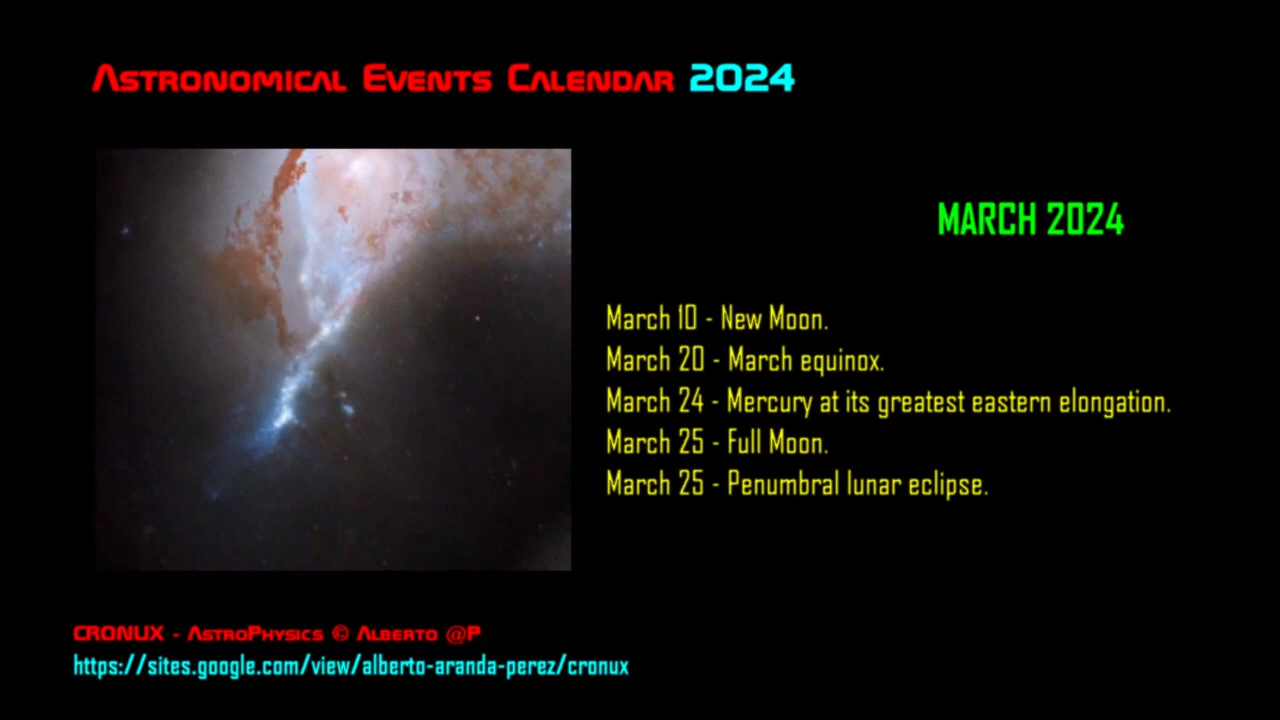 Astronomical Events Calendar 2024
MARCH 2024
March 10 - New Moon.
March 20 - March equinox.
March 24 - Mercury at its greatest eastern elongation.
March 25 - Full Moon.
March 25 - Penumbral lunar eclipse.
CRONUX - AstroPhysics © Alberto @P
https://sites.google.com/view/alberto-aranda-perez/cronux